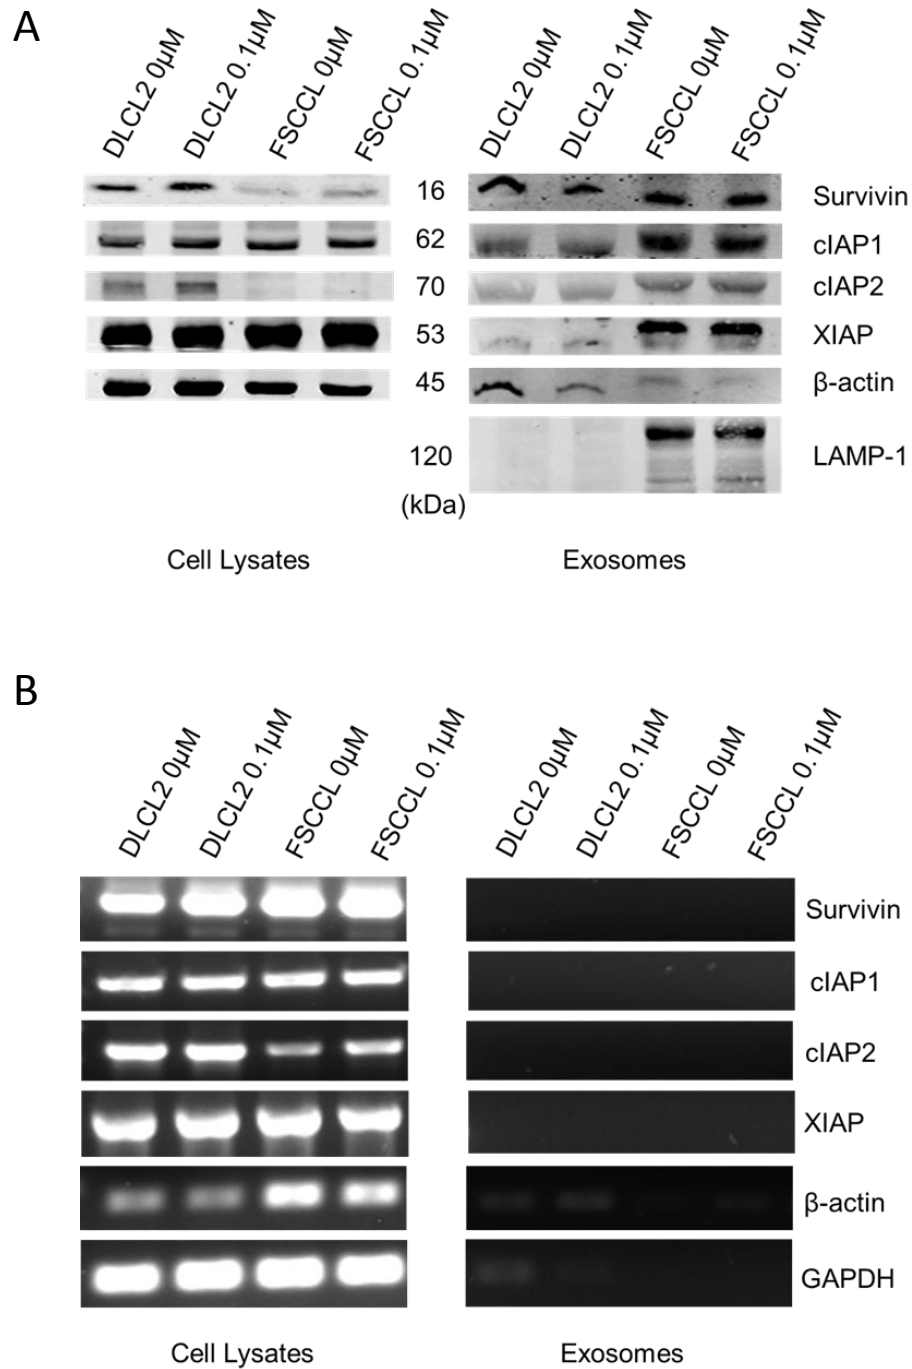 A
DLCL2 0µM
DLCL2 0.1µM
FSCCL 0µM
FSCCL 0.1µM
DLCL2 0µM
DLCL2 0.1µM
FSCCL 0µM
FSCCL 0.1µM
16 Survivin
62 cIAP1
70 cIAP2
53 XIAP
45 β-actin
120 LAMP-1
(kDa)
Cell Lysates Exosomes
B
DLCL2 0µM
DLCL2 0.1µM
FSCCL 0µM
FSCCL 0.1µM
DLCL2 0µM
DLCL2 0.1µM
FSCCL 0µM
FSCCL 0.1µM
Survivin
cIAP1
cIAP2
XIAP
β-actin
GAPDH
Cell Lysates Exosomes